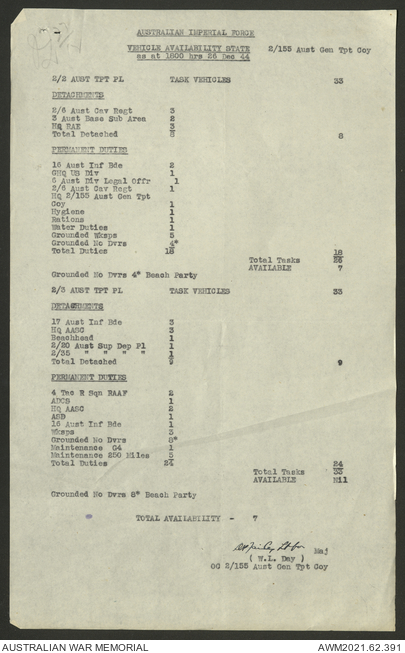 AUSTRALIAN IMPERIAL FORCE
VEHICLE AVAILABILITY STATE 2/155 Aust Gen Tpt Coy
as at 1800 hrs 26 Dec 44
2/2 AUST TPT PL TASK VEHICLES 33
DETACHMENTS
2/6 Aust Cav Regt 3
3 Aust Base Sub Area 2
HQ RAE 3
Total Detached 8 8
PERMANENT DUTIES
16 Aust Inf Bde 2
GHQ US Div 1
6 Aust Div Legal Offr 1
2/6 Aust Cav Regt 1
HQ 2/155 Aust Gen Tpt
Coy 1
Hygiene 1
Rations 1
Water Duties 1
Grounded Wksps 5
Grounded No Dvrs 4*
Total Duties 18 18
Total Tasks 26
AVAILABLE 7
Grounded No Dvrs 4* Beach Party
2/3 AUST TPT PL TASK VEHICLES 33
DETACHMENTS
17 Aust Inf Bde 3
HQ AASC 3
Beachhead 1
2/20 Aust Sup Dep Pl 1
2/35 " " " " 1
Total Detached 9 9
PERMANENT DUTIES
4 Tac R Sqn RAAF 2
ADOS 1
HQ AASC 2
ASD 1
16 Aust Inf Bde 1
Wksps 3
Grounded No Dvrs 8*
Maintenance G4 1
Maintenance 250 Miles 3
Total Duties 24 24
Total Tasks 33
AVAILABLE Nil
Grounded No Dvrs 8* Beach Party
TOTAL AVAILABILITY - 7
Maj
( W.L. Day )
OC 2/155 Aust Gen Tpt Coy
AUSTRALIAN WAR MEMORIAL AWM2021.62.391